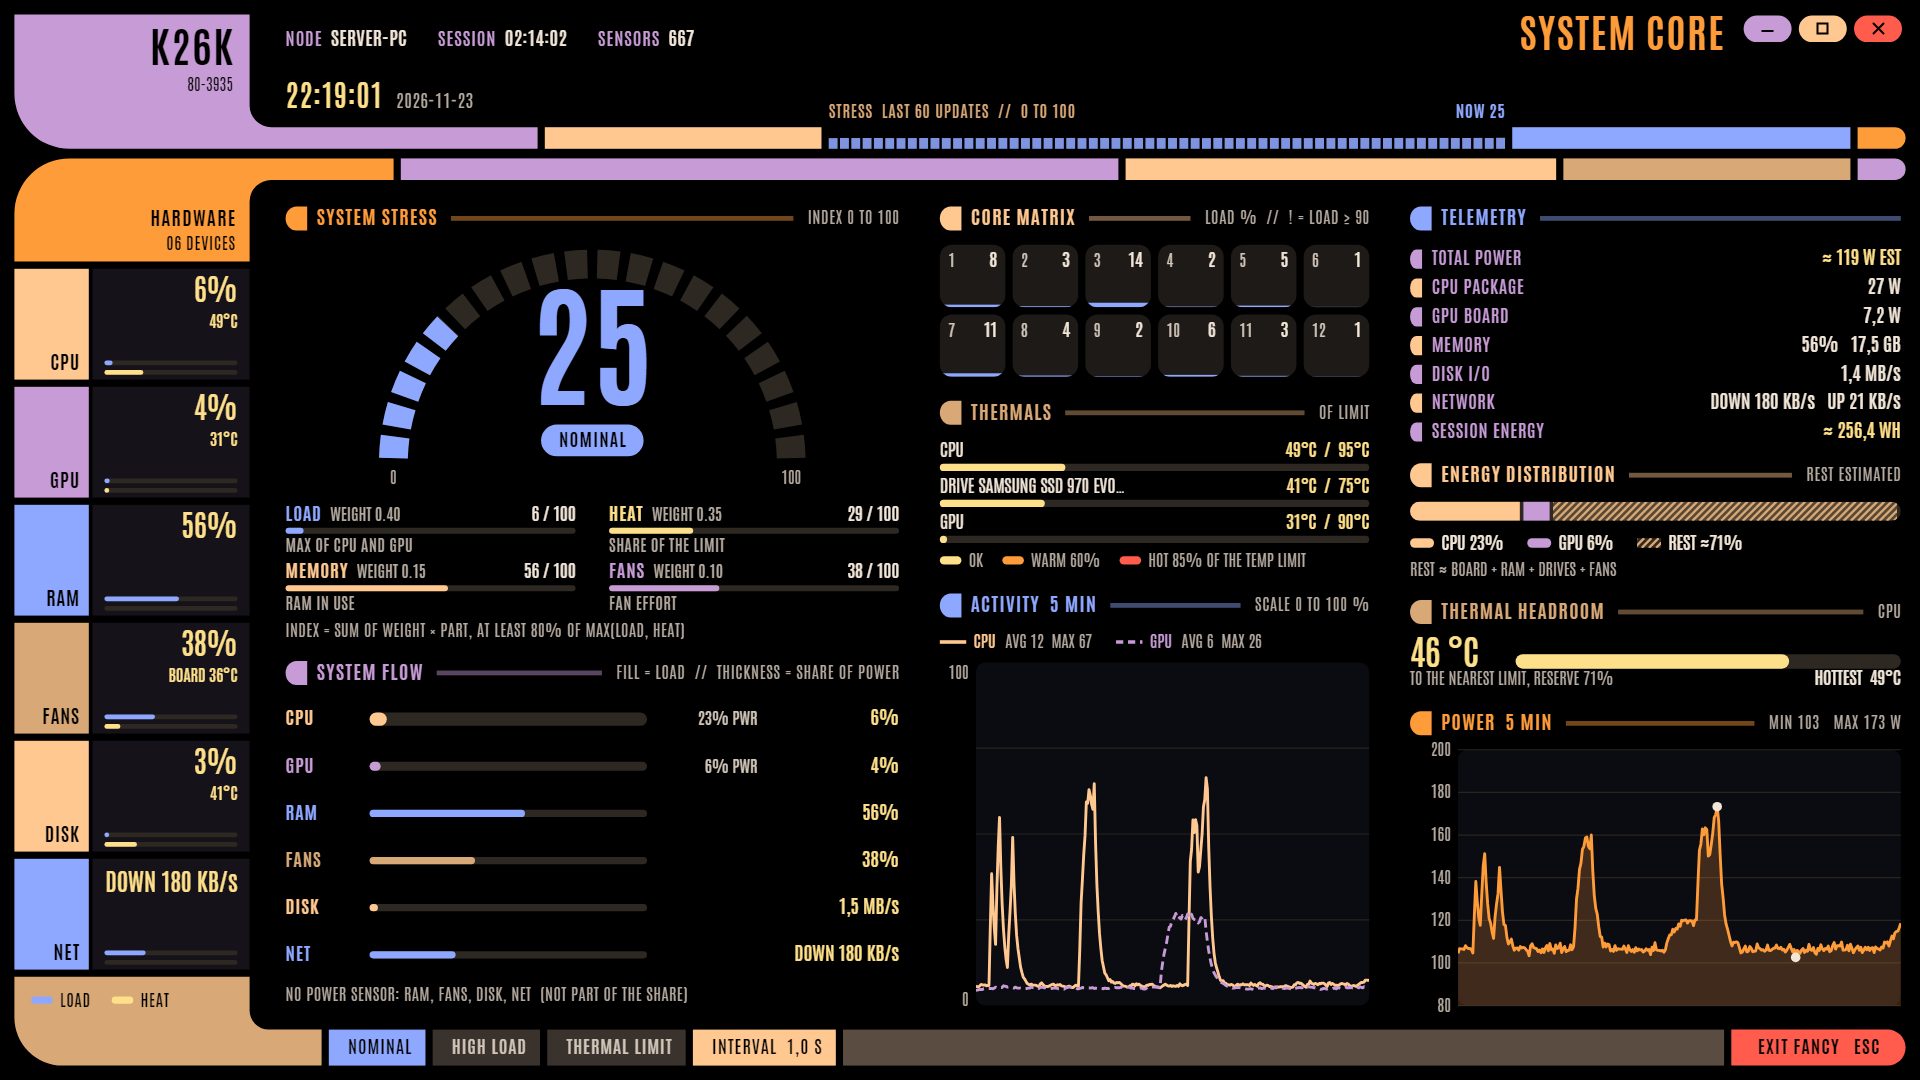 K26K
80-3935
NODE SERVER-PC SESSION 02:14:02 SENSORS 667
22:19:01 2026-11-23
SYSTEM CORE
STRESS LAST 60 UPDATES // 0 TO 100 NOW 25
HARDWARE
06 DEVICES
CPU 6% 49°C
GPU 4% 31°C
RAM 56%
FANS 38% BOARD 36°C
DISK 3% 41°C
NET DOWN 180 KB/s
LOAD HEAT
SYSTEM STRESS INDEX 0 TO 100
25
NOMINAL
0 100
LOAD WEIGHT 0.40 6 / 100
MAX OF CPU AND GPU
HEAT WEIGHT 0.35 29 / 100
SHARE OF THE LIMIT
MEMORY WEIGHT 0.15 56 / 100
RAM IN USE
FANS WEIGHT 0.10 38 / 100
FAN EFFORT
INDEX = SUM OF WEIGHT × PART, AT LEAST 80% OF MAX(LOAD, HEAT)
SYSTEM FLOW FILL = LOAD // THICKNESS = SHARE OF POWER
CPU 23% PWR 6%
GPU 6% PWR 4%
RAM 56%
FANS 38%
DISK 1,5 MB/s
NET DOWN 180 KB/s
NO POWER SENSOR: RAM, FANS, DISK, NET (NOT PART OF THE SHARE)
CORE MATRIX LOAD % // ! = LOAD ≥ 90
1 8 2 3 3 14 4 2 5 5 6 1
7 11 8 4 9 2 10 6 11 3 12 1
THERMALS OF LIMIT
CPU 49°C / 95°C
DRIVE SAMSUNG SSD 970 EVO... 41°C / 75°C
GPU 31°C / 90°C
OK WARM 60% HOT 85% OF THE TEMP LIMIT
ACTIVITY 5 MIN SCALE 0 TO 100 %
CPU AVG 12 MAX 67 GPU AVG 6 MAX 26
100
0
TELEMETRY
TOTAL POWER ≈ 119 W EST
CPU PACKAGE 27 W
GPU BOARD 7,2 W
MEMORY 56% 17,5 GB
DISK I/O 1,4 MB/s
NETWORK DOWN 180 KB/s UP 21 KB/s
SESSION ENERGY ≈ 256,4 WH
ENERGY DISTRIBUTION REST ESTIMATED
CPU 23% GPU 6% REST ≈71%
REST ≈ BOARD + RAM + DRIVES + FANS
THERMAL HEADROOM CPU
46 °C
TO THE NEAREST LIMIT, RESERVE 71% HOTTEST 49°C
POWER 5 MIN MIN 103 MAX 173 W
200
180
160
140
120
100
80
NOMINAL HIGH LOAD THERMAL LIMIT INTERVAL 1,0 S EXIT FANCY ESC